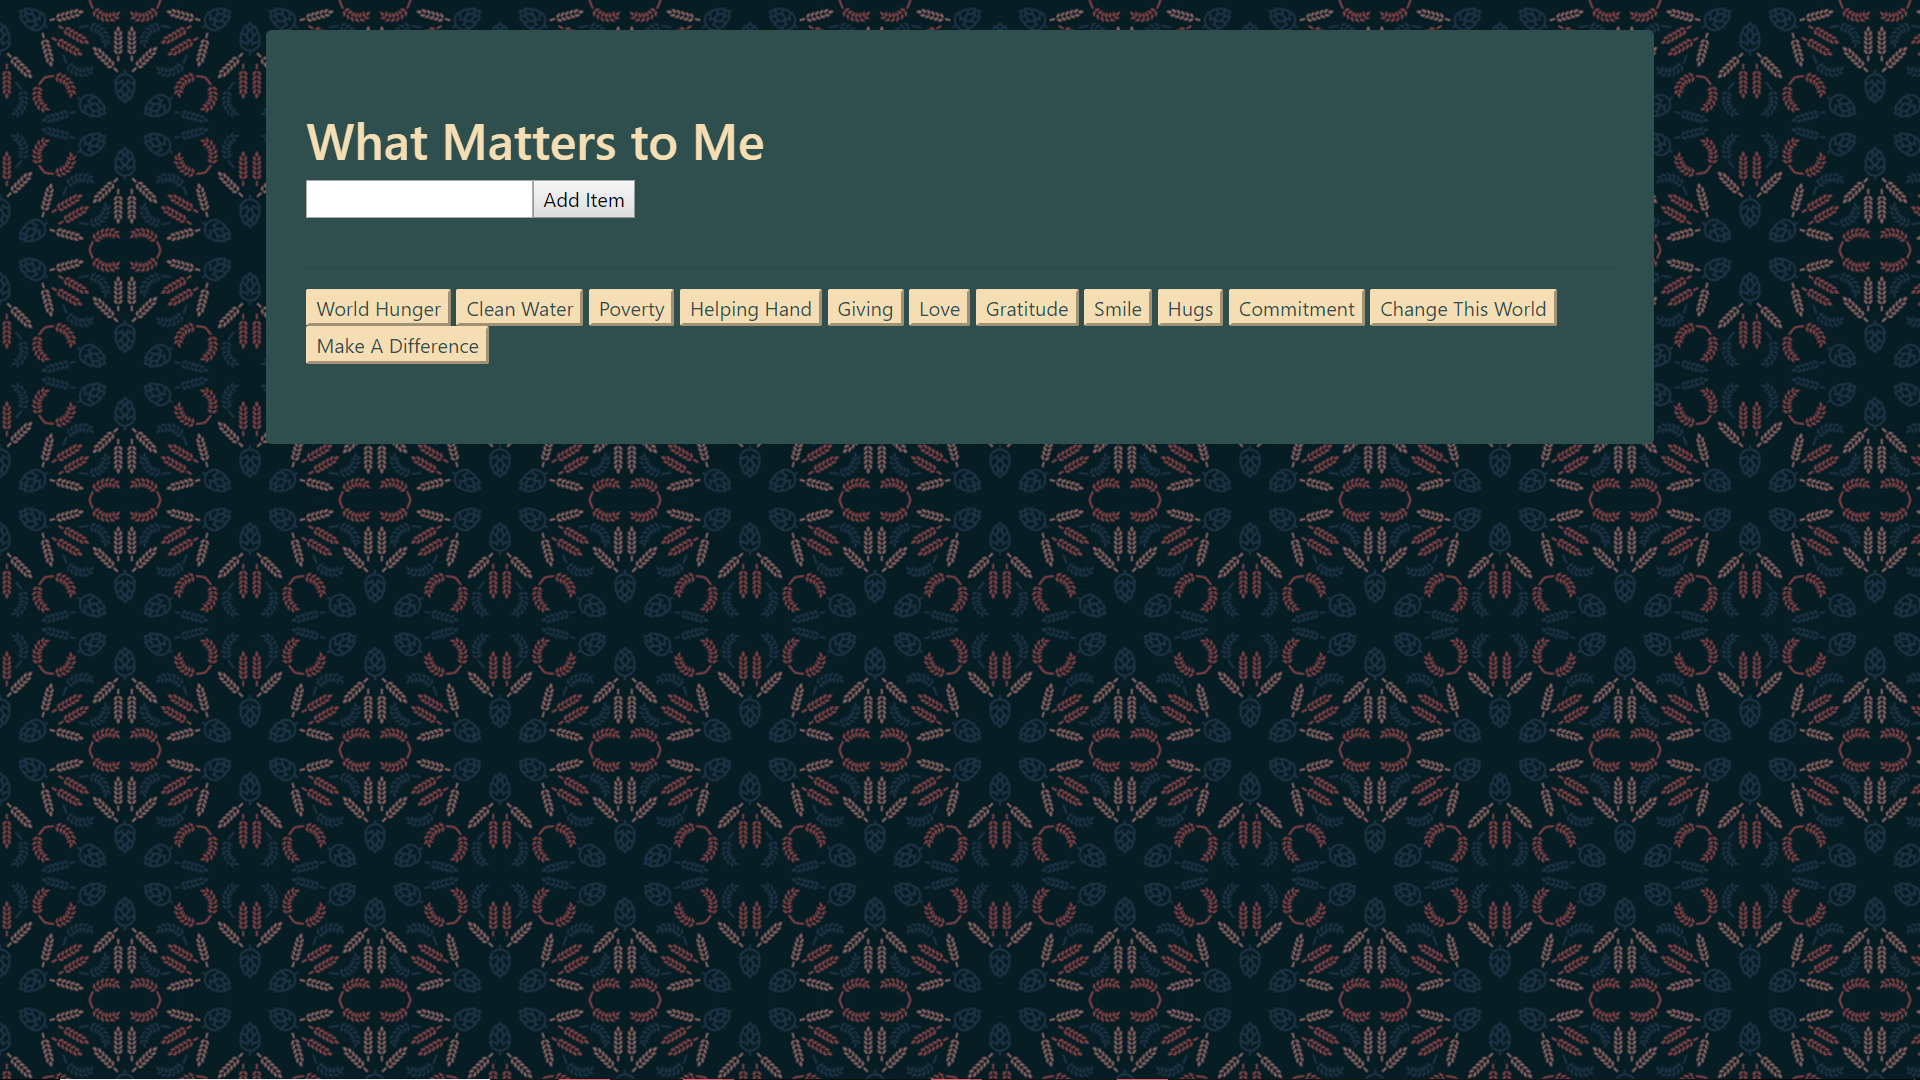 What Matters to Me
Add Item
World Hunger Clean Water Poverty Helping Hand Giving Love Gratitude Smile Hugs Commitment Change This World
Make A Difference